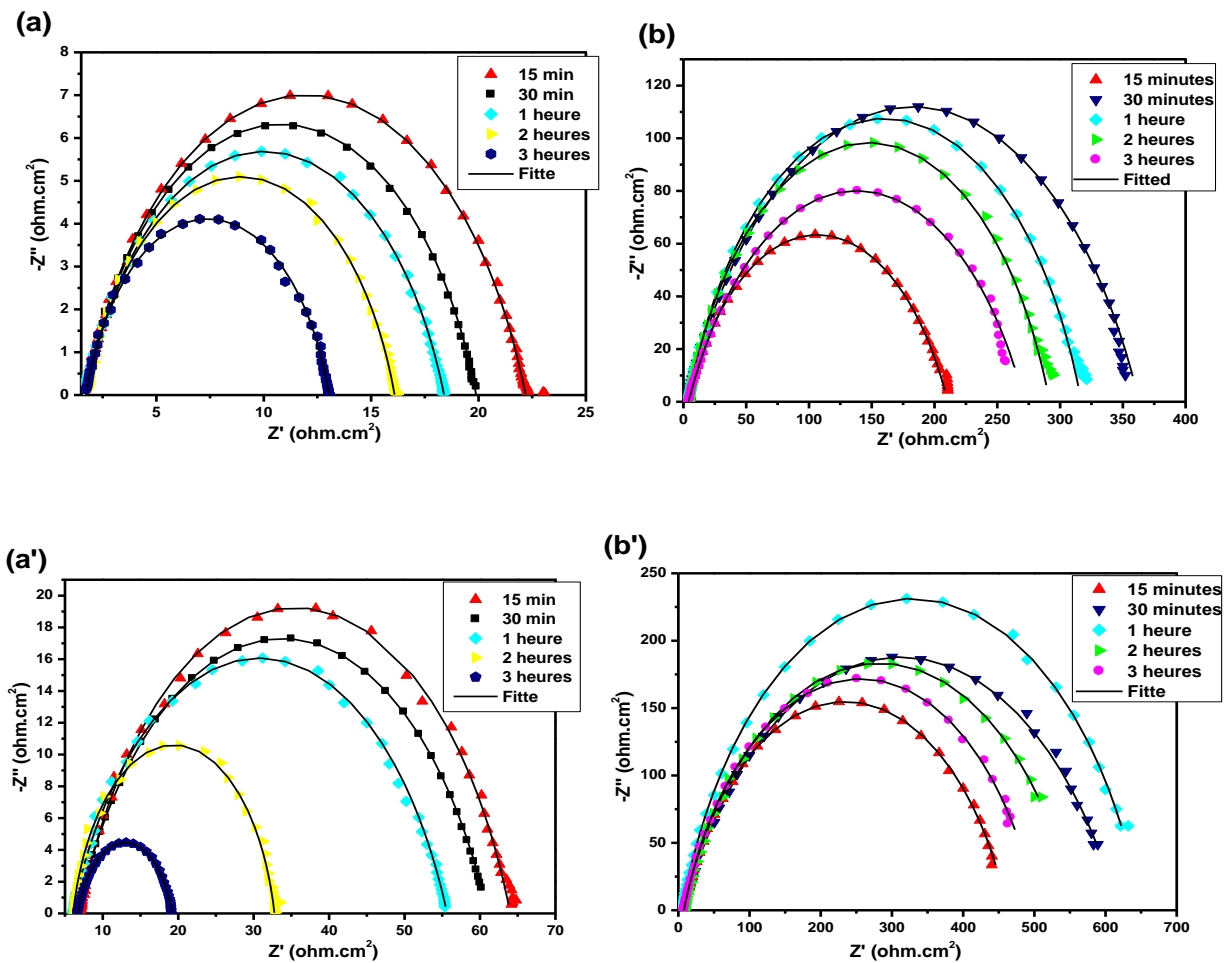 (a)
8
7
6
5
4
3
2
1
0
-Z'' (ohm.cm²)
5
10
15
20
25
Z' (ohm.cm²)
15 min
30 min
1 heure
2 heures
3 heures
Fitte
(b)
120
100
80
60
40
20
0
-Z'' (ohm.cm²)
0
50
100
150
200
250
300
350
400
Z' (ohm.cm²)
15 minutes
30 minutes
1 heure
2 heures
3 heures
Fitted
(a')
20
18
16
14
12
10
8
6
4
2
0
-Z'' (ohm.cm²)
10
20
30
40
50
60
70
Z' (ohm.cm²)
15 min
30 min
1 heure
2 heures
3 heures
Fitte
(b')
250
200
150
100
50
0
-Z'' (ohm.cm²)
0
100
200
300
400
500
600
700
Z' (ohm.cm²)
15 minutes
30 minutes
1 heure
2 heures
3 heures
Fitte